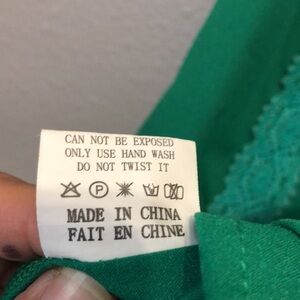 CAN NOT BE EXPOSED
ONLY USE HAND WASH
DO NOT TWIST IT
P
MADE IN CHINA
FAIT EN CHINE